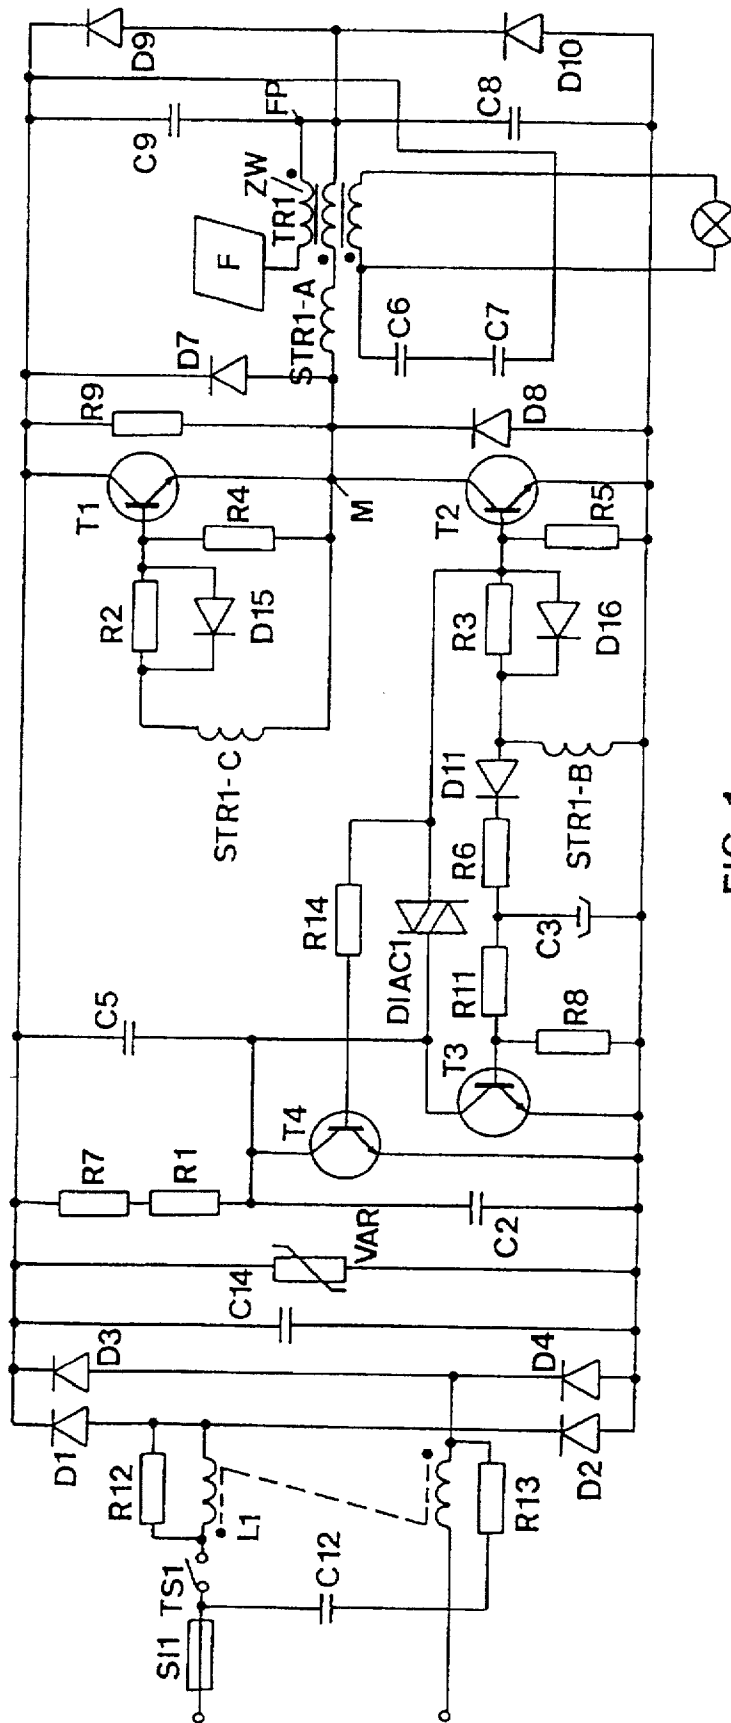 SI1
TS1
C12
R12
L1
R13
D1
D2
D3
D4
C14
VAR
R7
R1
C2
T4
C5
T3
R8
R11
DIAC1
R14
C3
R6
D11
STR1-B
STR1-C
R2
D15
R3
D16
T1
R4
T2
R5
M
R9
D7
D8
STR1-A
F
TR1
ZW
FP
C6
C7
C9
C8
D9
D10